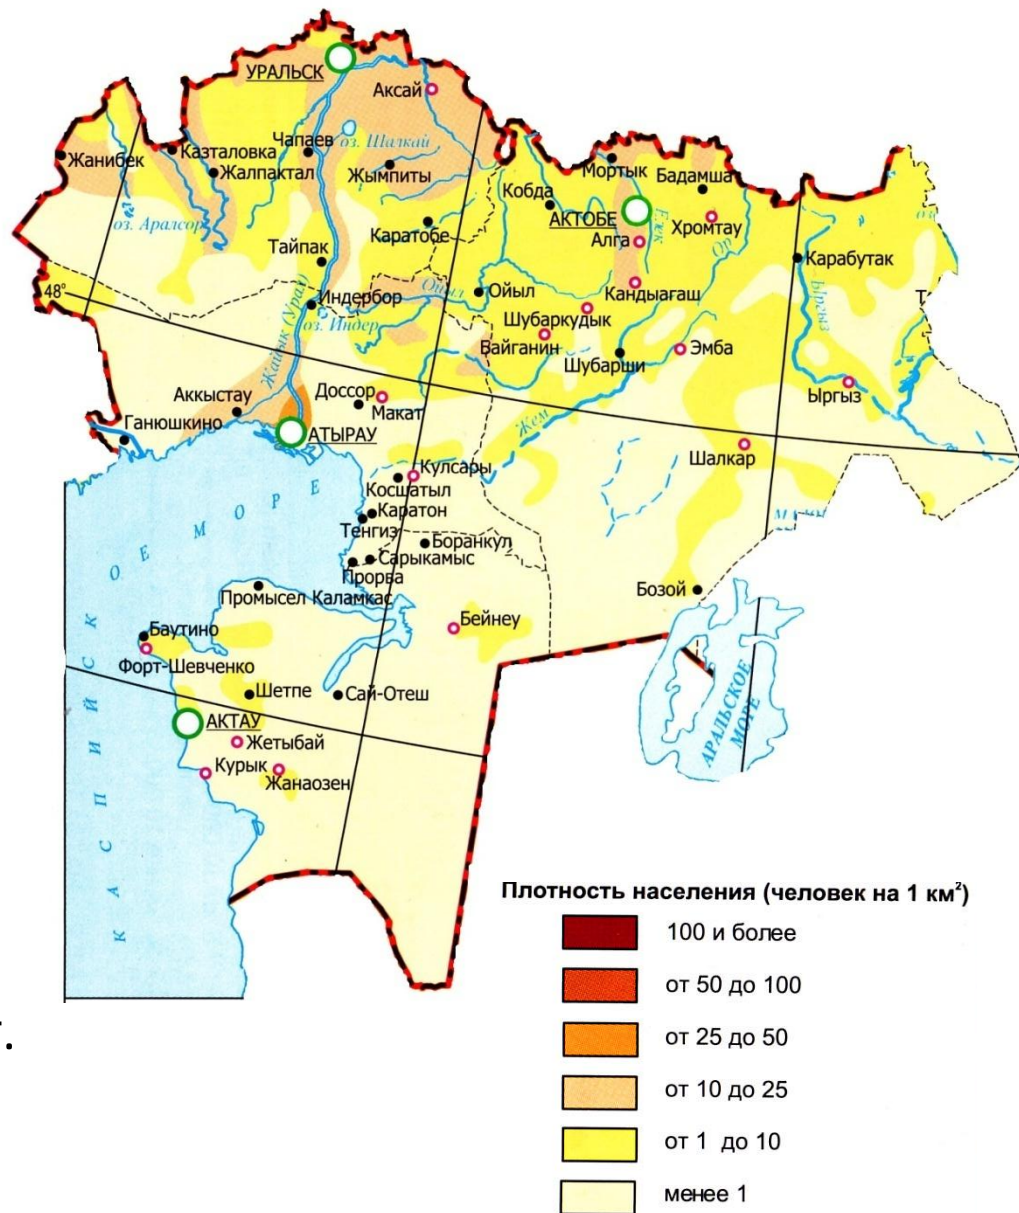 УРАЛЬСК
Аксай
Чапаев
оз. Шалкай
Жанибек
Казталовка
Жалпактал
Жымпиты
Мортык
Бадамша
Кобда
АКТОБЕ
Елек
Хромтау
Алга
оз. Аралсор
Каратобе
Ор
Карабутак
Тайпак
48°
Индербор
Ойыл
Ойыл
Кандыагаш
Ыргыз
Т
оз. Индер
Шубаркудык
Жайык (Урал)
Вайганин
Шубарши
Эмба
Аккыстау
Доссор
Макат
Ыргыз
Ганюшкино
АТЫРАУ
Жем
Шалкар
Кулсары
Косшатыл
Каратон
Тенгиз
Боранкул
Сарыкамыс
Прорва
Промысел Каламкас
Бозой
Баутино
Бейнеу
Форт-Шевченко
Шетпе
Сай-Отеш
АКТАУ
Жетыбай
Курык
Жанаозен
КАСПИЙСКОЕ МОРЕ
АРАЛЬСКОЕ
МОРЕ
Плотность населения (человек на 1 км²)
100 и более
от 50 до 100
от 25 до 50
от 10 до 25
от 1 до 10
менее 1